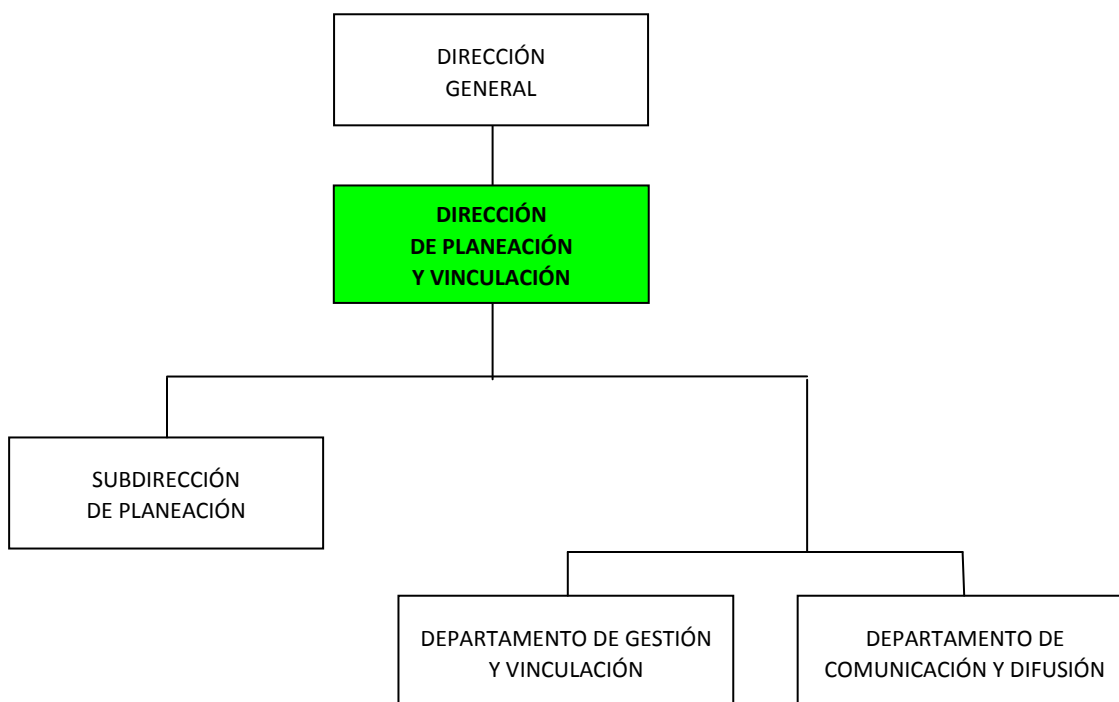 DIRECCIÓN
GENERAL
DIRECCIÓN
DE PLANEACIÓN
Y VINCULACIÓN
SUBDIRECCIÓN
DE PLANEACIÓN
DEPARTAMENTO DE GESTIÓN
Y VINCULACIÓN
DEPARTAMENTO DE
COMUNICACIÓN Y DIFUSIÓN